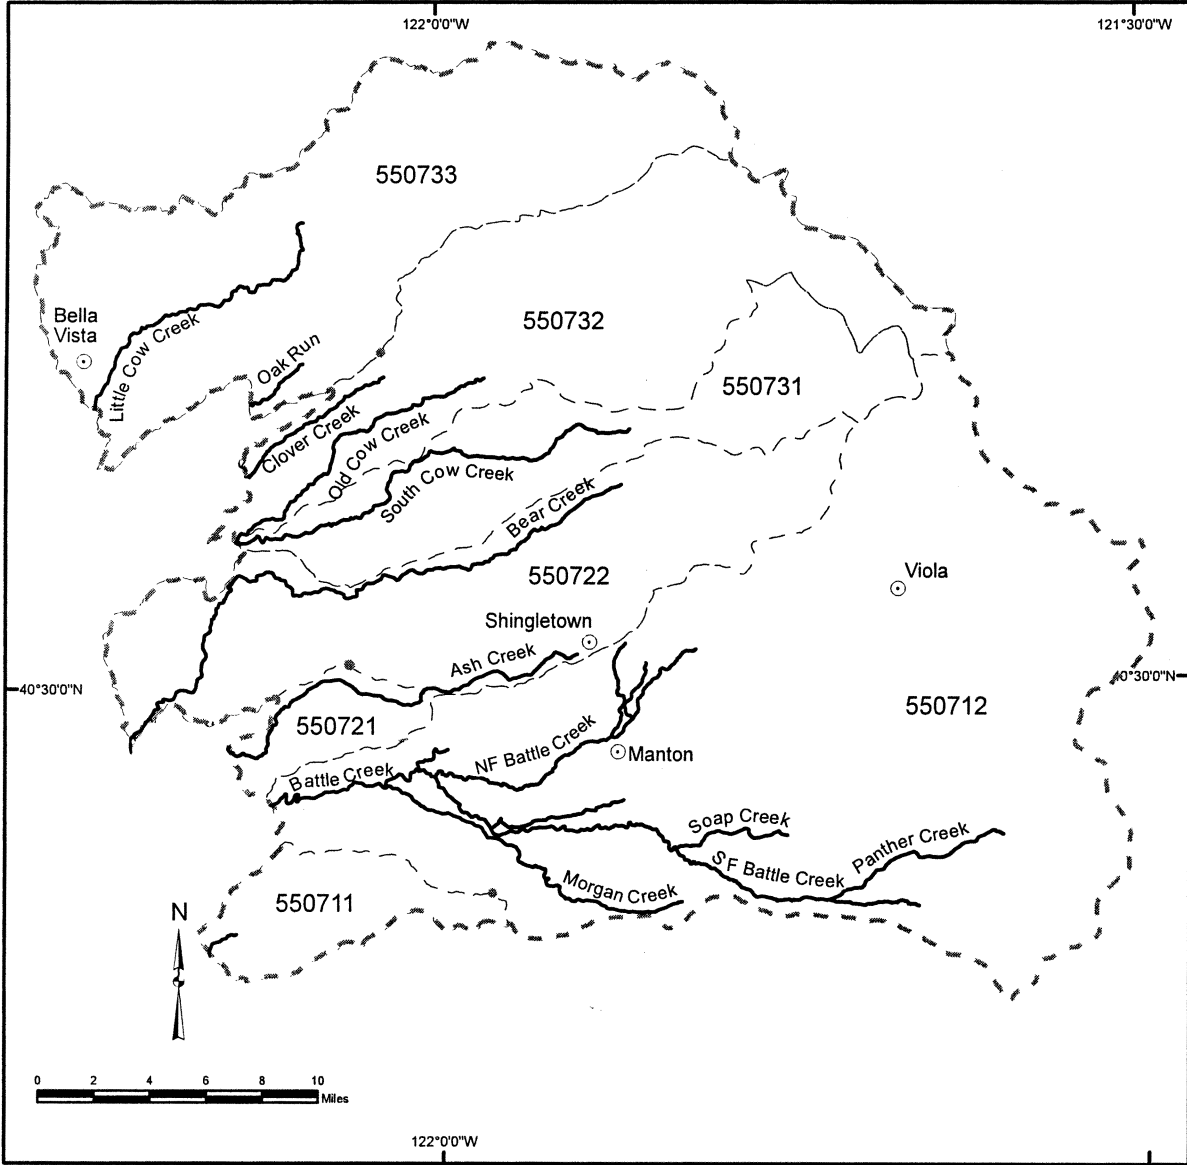 122°0'0"W
121°30'0"W
550733
Bella
Vista
Little Cow Creek
Oak Run
550732
550731
Clover Creek
Old Cow Creek
South Cow Creek
Bear Creek
550722
Viola
Shingletown
Ash Creek
40°30'0"N
0°30'0"N
550721
550712
NF Battle Creek
Manton
Battle Creek
Soap Creek
SF Battle Creek
Panther Creek
Morgan Creek
550711
N
0 2 4 6 8 10
Miles
122°0'0"W